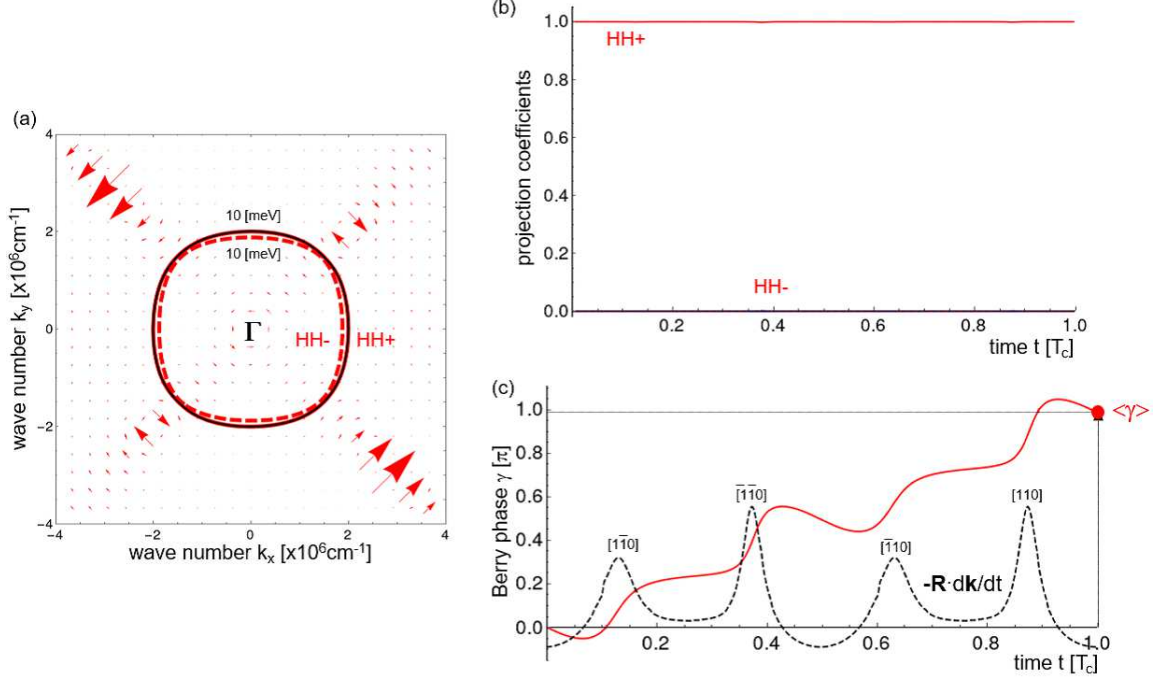 (a)
wave number k_y [x10⁶cm⁻¹]
4
2
0
−2
−4
10 [meV]
10 [meV]
Γ
HH-
HH+
−4
−2
0
2
4
wave number k_x [x10⁶cm⁻¹]
(b)
projection coefficients
1.0
0.8
0.6
0.4
0.2
0.0
HH+
HH-
0.2
0.4
0.6
0.8
1.0
time t [T_c]
(c)
Berry phase γ [π]
1.0
0.8
0.6
0.4
0.2
0.0
<γ>
[11̅0]
[1̅1̅0]
[1̅10]
[110]
-R·dk/dt
0.2
0.4
0.6
0.8
1.0
time t [T_c]